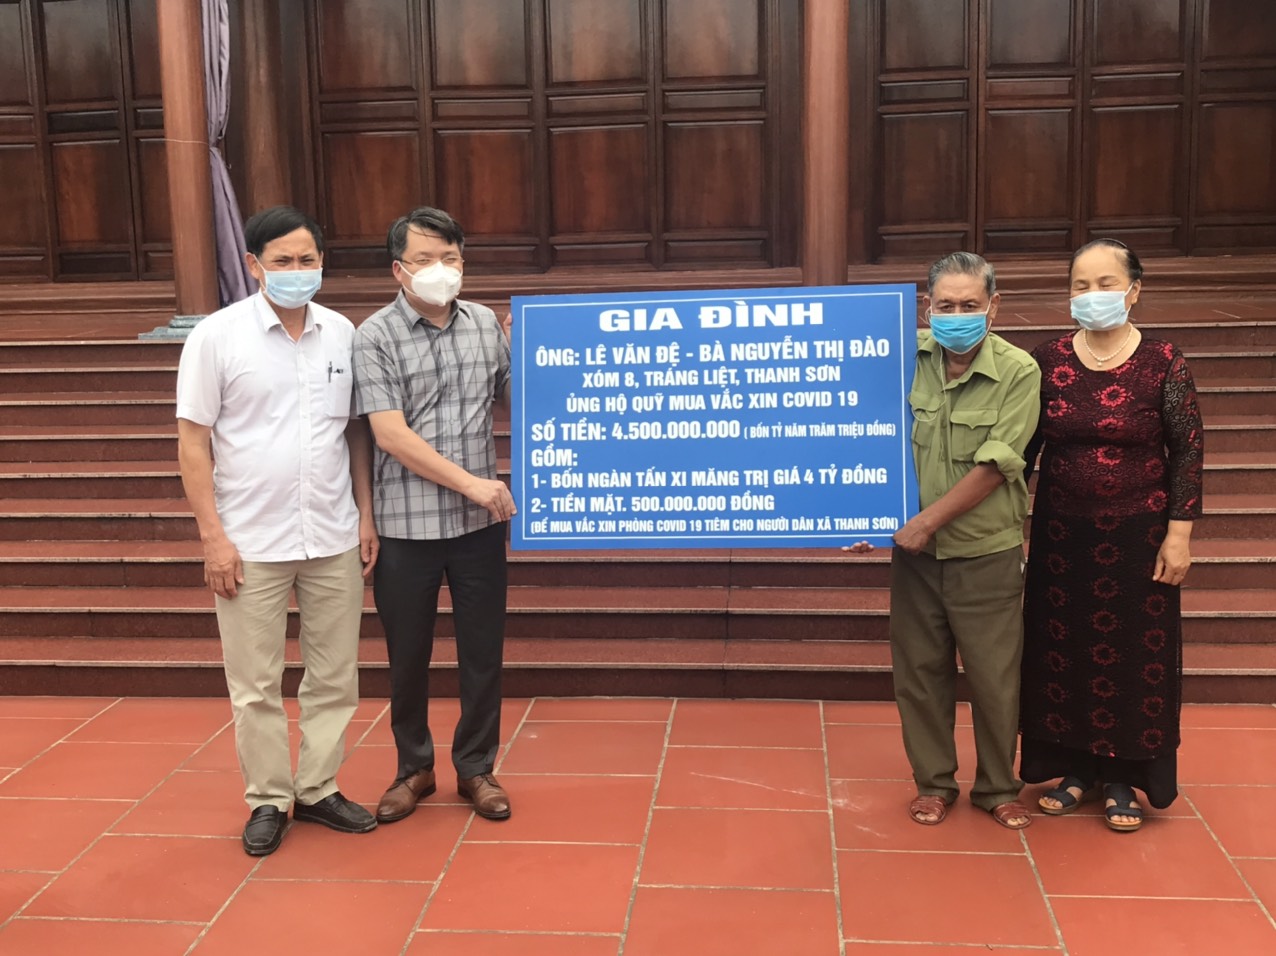 GIA ĐÌNH
ÔNG: LÊ VĂN ĐỆ - BÀ NGUYỄN THỊ ĐÀO
XÓM 8, TRÁNG LIỆT, THANH SƠN
ỦNG HỘ QUỸ MUA VẮC XIN COVID 19
SỐ TIỀN: 4.500.000.000 ( BỐN TỶ NĂM TRĂM TRIỆU ĐỒNG)
GỒM:
1- BỐN NGÀN TẤN XI MĂNG TRỊ GIÁ 4 TỶ ĐỒNG
2- TIỀN MẶT. 500.000.000 ĐỒNG
(ĐỂ MUA VẮC XIN PHÒNG COVID 19 TIÊM CHO NGƯỜI DÂN XÃ THANH SƠN)